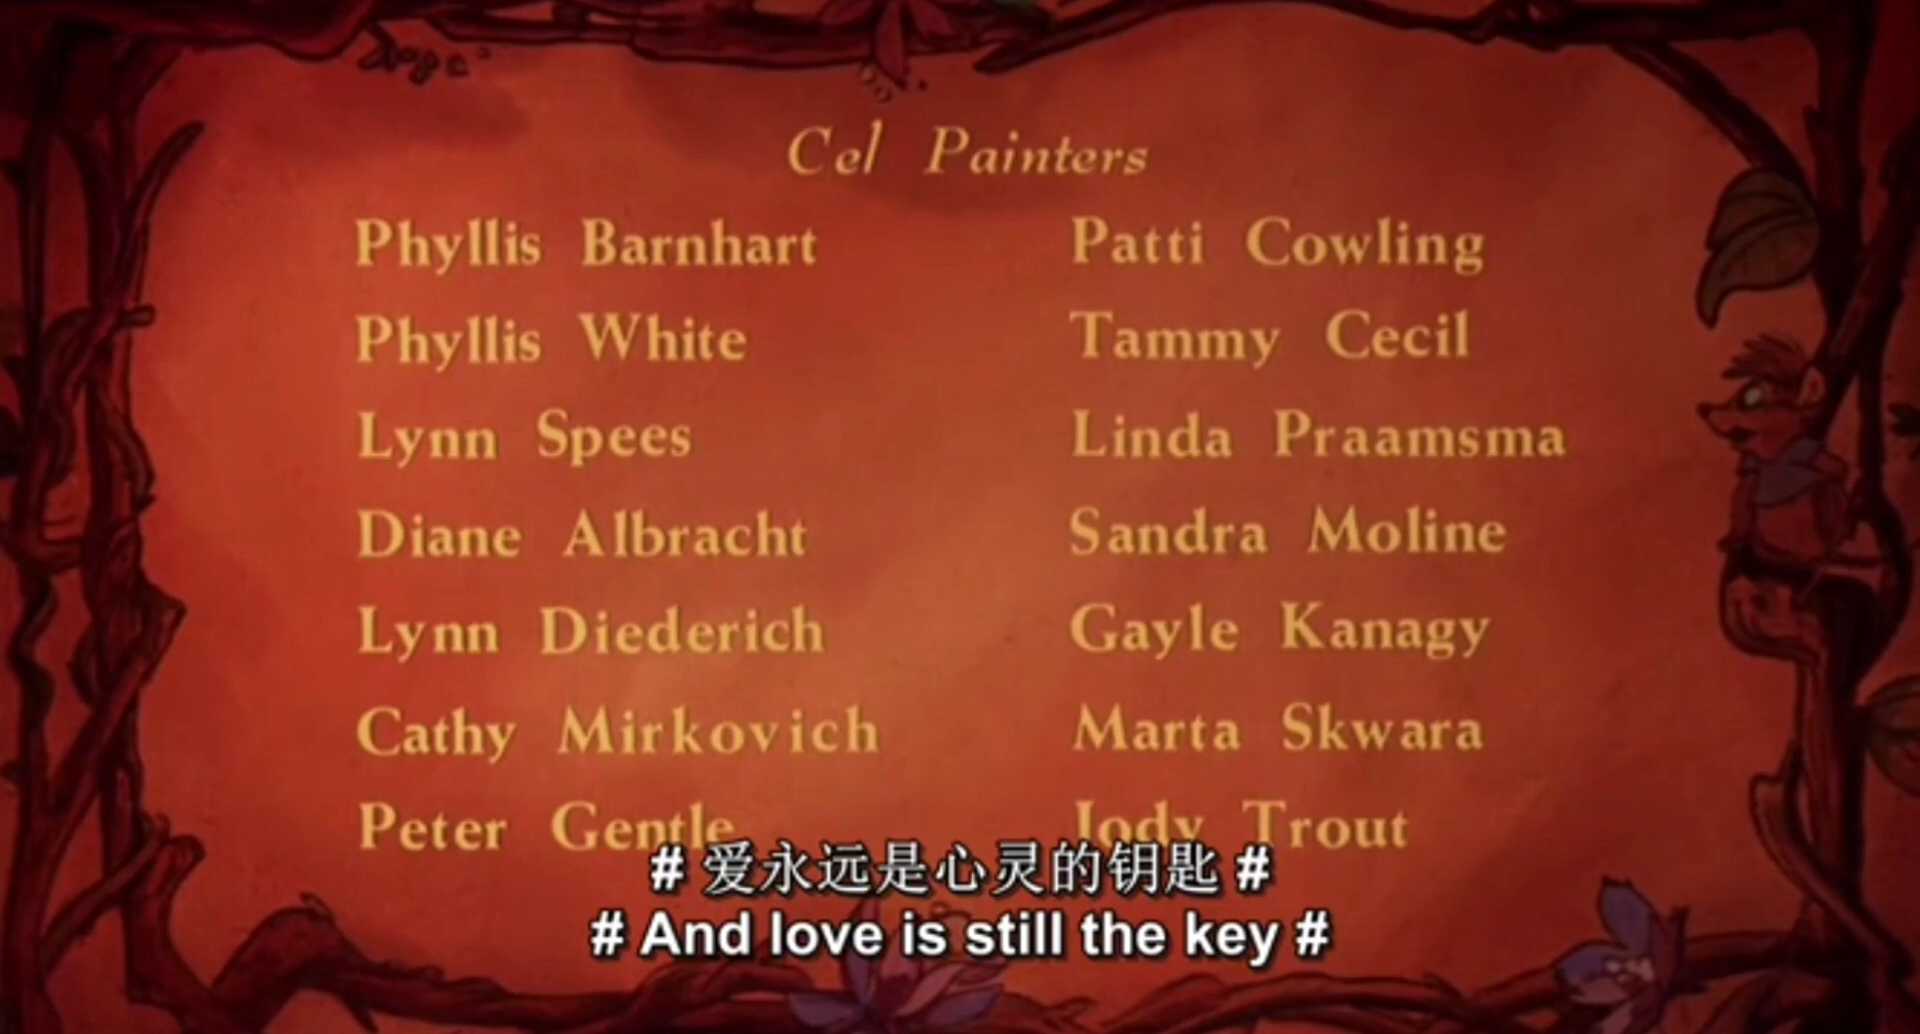 Cel Painters
Phyllis Barnhart Patti Cowling
Phyllis White Tammy Cecil
Lynn Spees Linda Praamsma
Diane Albracht Sandra Moline
Lynn Diederich Gayle Kanagy
Cathy Mirkovich Marta Skwara
Peter Gentle Jody Trout
# 爱永远是心灵的钥匙 #
# And love is still the key #